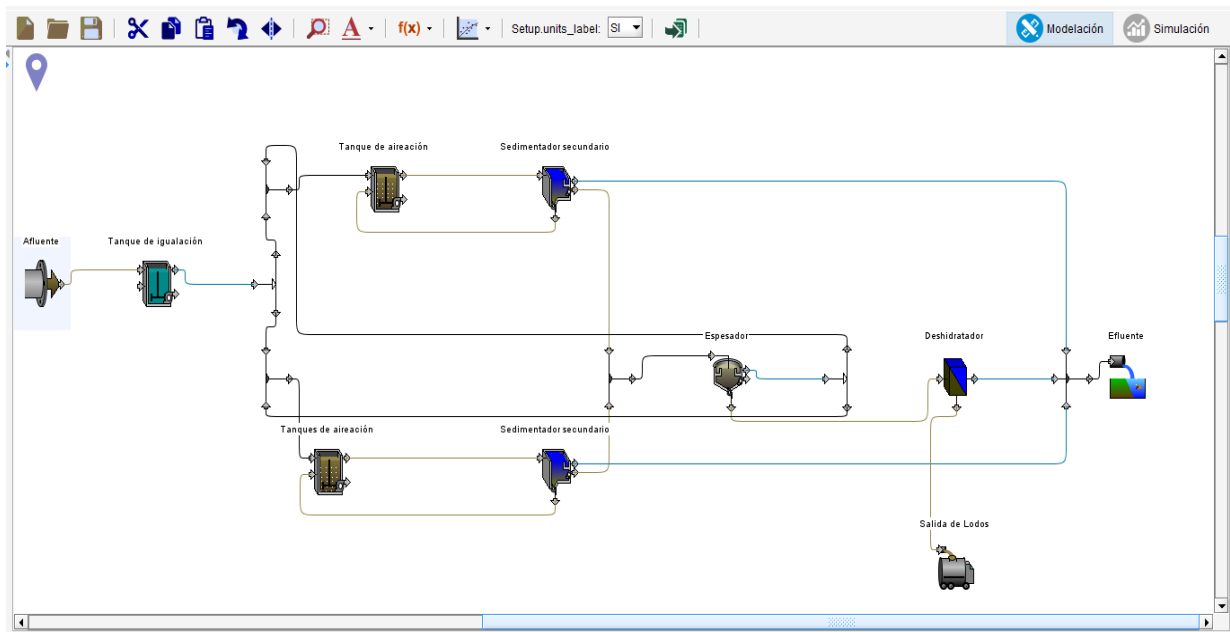 f(x)
Setup.units_label: SI
Modelación
Simulación
Tanque de aireación
Sedimentador secundario
Afluente
Tanque de igualación
Espesador
Deshidratador
Efluente
Tanques de aireación
Sedimentador secundario
Salida de Lodos